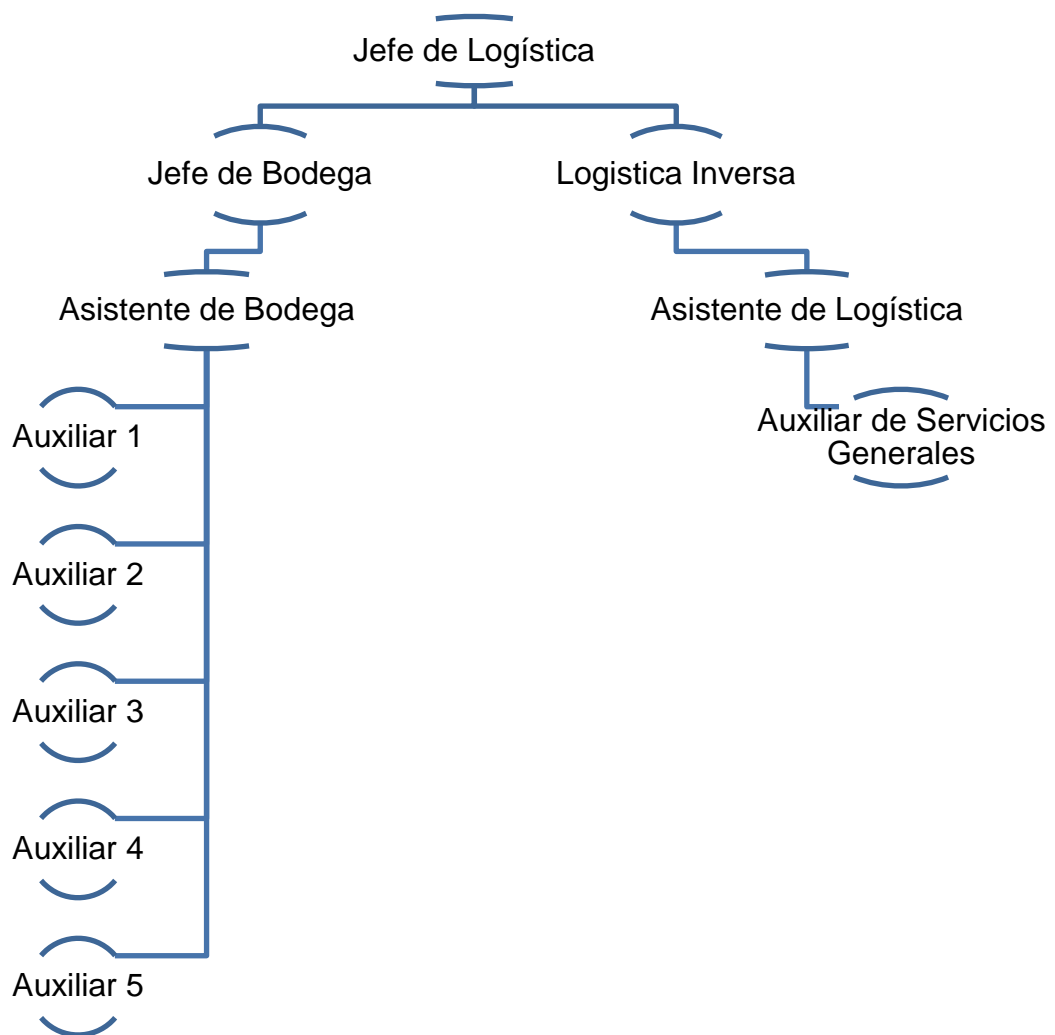 Jefe de Logística
Jefe de Bodega
Logistica Inversa
Asistente de Bodega
Asistente de Logística
Auxiliar 1
Auxiliar de Servicios
Generales
Auxiliar 2
Auxiliar 3
Auxiliar 4
Auxiliar 5